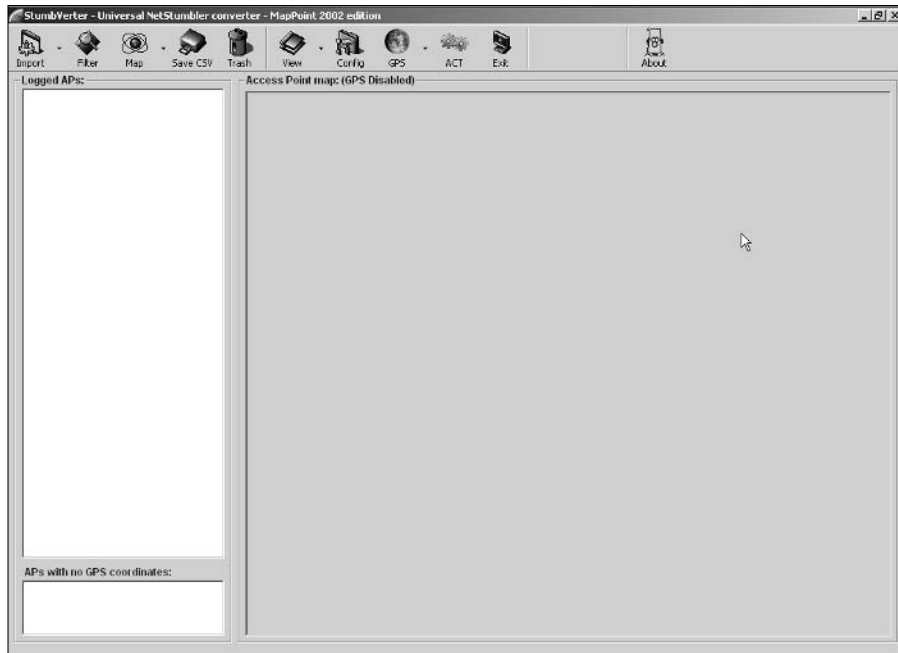 StumbVerter - Universal NetStumbler converter - MapPoint 2002 edition
Import Filter Map Save CSV Trash View Config GPS ACT Exit About
Logged APs: Access Point map: (GPS Disabled)
APs with no GPS coordinates: